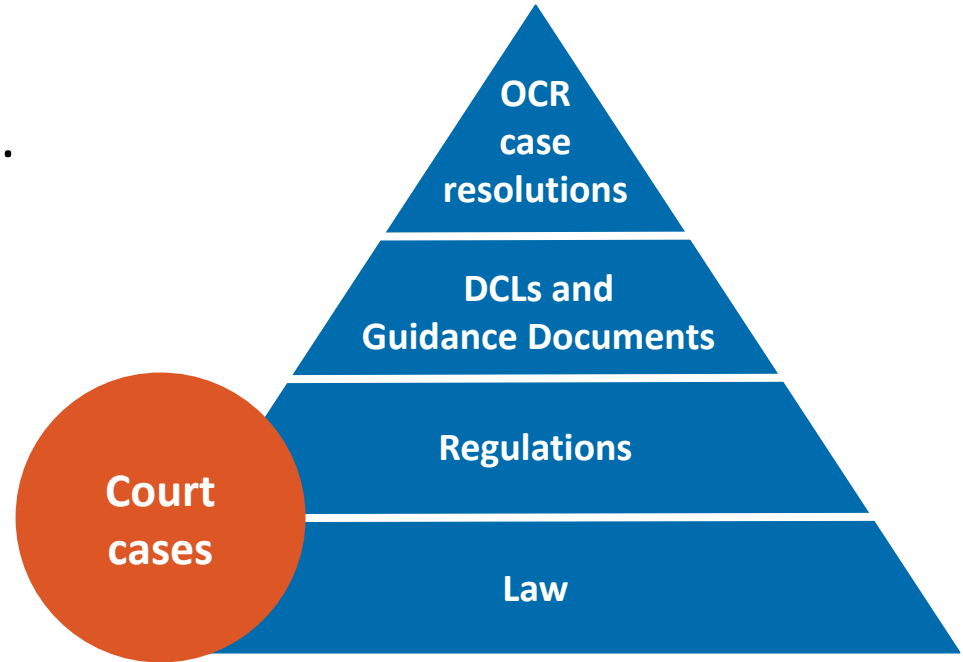 OCR
case
resolutions
.
DCLs and
Guidance Documents
Regulations
Court
cases
Law